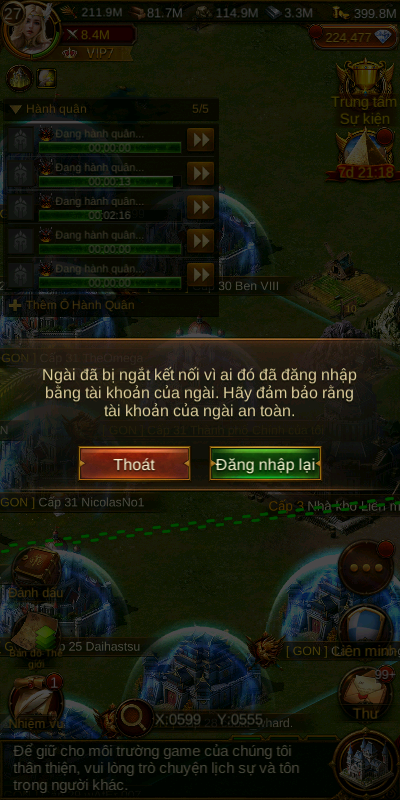 27
211.9M 81.7M 114.9M 3.3M 399.8M
8.4M
224,477
VIP7
Hành quân 5/5
Trung tâm
Sự kiện
Đang hành quân...
00:00:00
Đang hành quân...
00:00:13
7d 21:18
Đang hành quân...
00:02:16
Đang hành quân...
00:00:00
Đang hành quân...
00:00:00
30 Ben VIII
Thêm Ô Hành Quân
GON ] Cấp 31 TheOmega
Ngài đã bị ngắt kết nối vì ai đó đã đăng nhập
bằng tài khoản của ngài. Hãy đảm bảo rằng
tài khoản của ngài an toàn.
Thoát
Đăng nhập lại
GON ] Cấp 31 NicolasNo1
Cấp 3 Nhà kho Liên m
Đánh dấu
Bản đồ Thế
giới
p 25 Daihastsu
[ GON ] Liên minh
1
99+
Nhiệm vụ
X:0599 Y:0555
hard.
Thư
Để giữ cho môi trường game của chúng tôi
thân thiện, vui lòng trò chuyện lịch sự và tôn
trọng người khác.